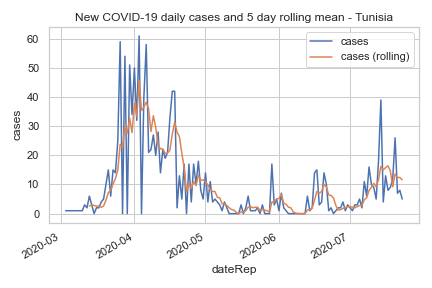 New COVID-19 daily cases and 5 day rolling mean - Tunisia
cases
cases (rolling)
60
50
40
30
20
10
0
cases
2020-03
2020-04
2020-05
2020-06
2020-07
dateRep